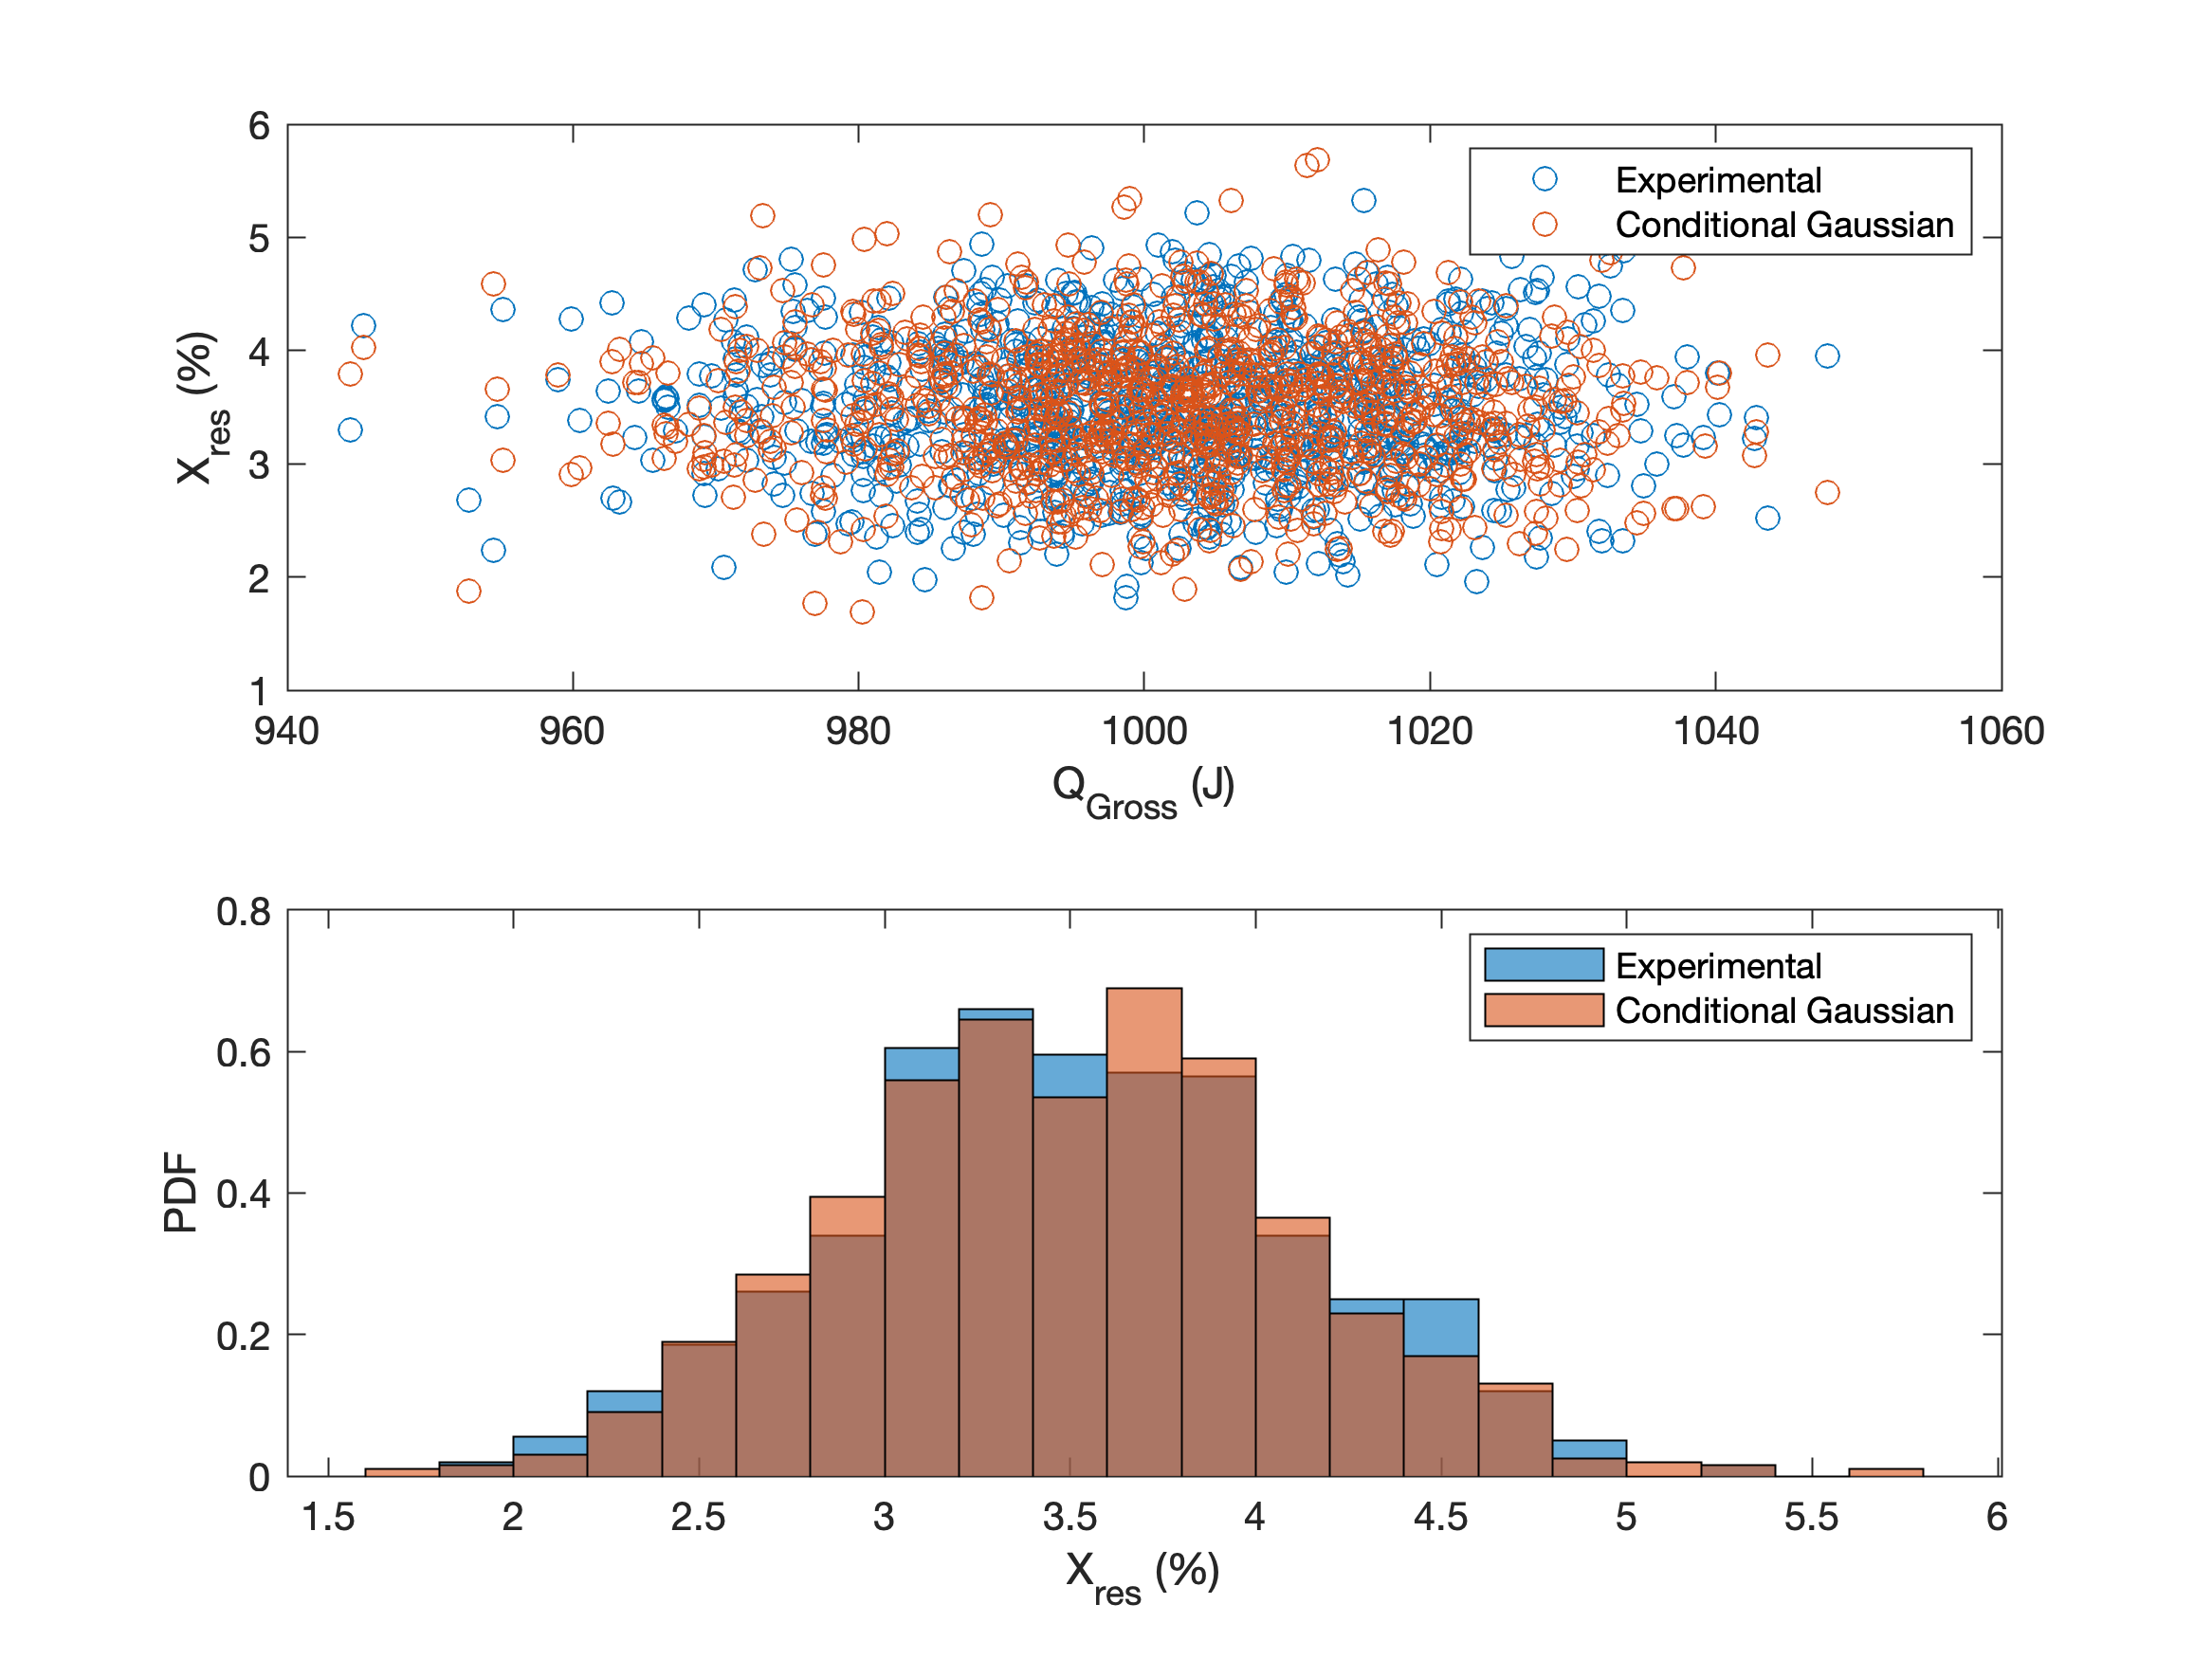 6
5
4
3
2
1
X_res (%)
Experimental
Conditional Gaussian
940 960 980 1000 1020 1040 1060
Q_Gross (J)
0.8
0.6
0.4
0.2
0
PDF
Experimental
Conditional Gaussian
1.5 2 2.5 3 3.5 4 4.5 5 5.5 6
X_res (%)